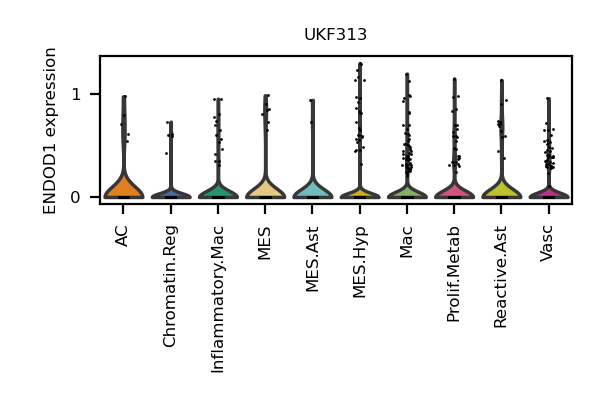 UKF313
ENDOD1 expression
1
0
AC
Chromatin.Reg
Inflammatory.Mac
MES
MES.Ast
MES.Hyp
Mac
Prolif.Metab
Reactive.Ast
Vasc